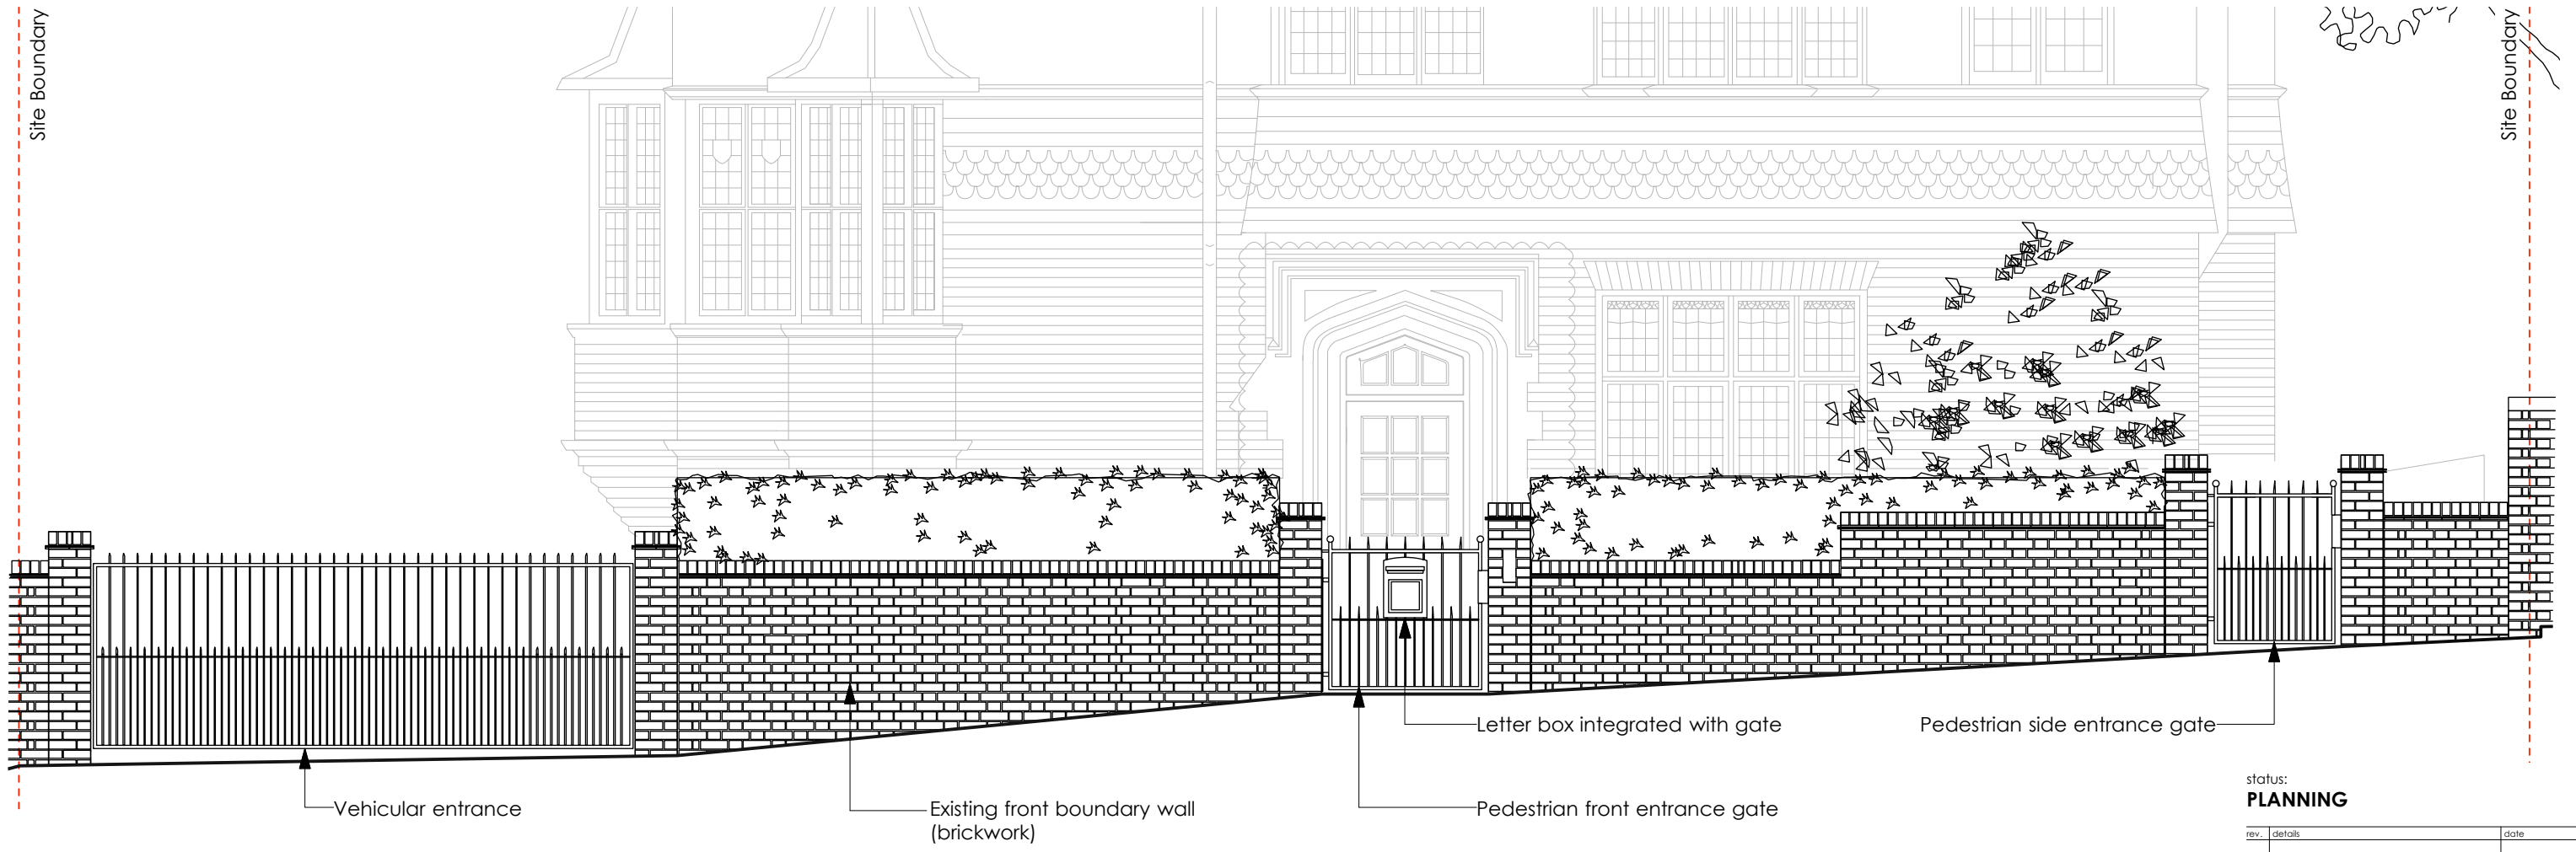 Site Boundary
Site Boundary
Letter box integrated with gate
Pedestrian side entrance gate
Vehicular entrance
Existing front boundary wall
(brickwork)
Pedestrian front entrance gate
status:
PLANNING
rev. details date